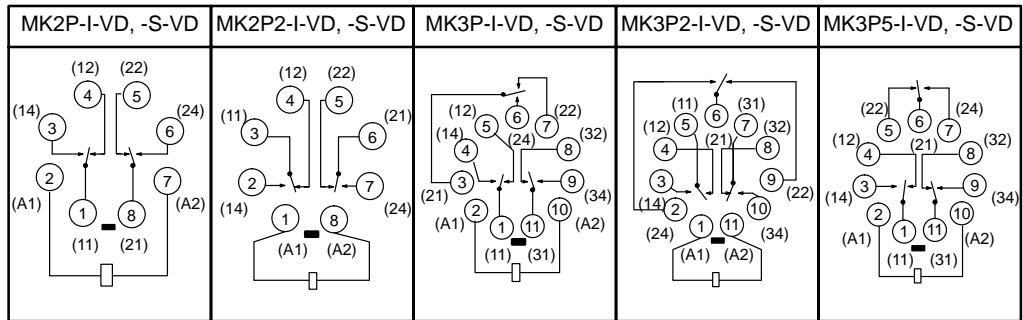 MK2P-I-VD, -S-VD
MK2P2-I-VD, -S-VD
MK3P-I-VD, -S-VD
MK3P2-I-VD, -S-VD
MK3P5-I-VD, -S-VD
(12) (22)
4 5
(14) (24)
3 6
2 7
(A1) 1 8 (A2)
(11) (21)
(12) (22)
4 5
(11) (21)
3 6
2 7
(14) 1 8 (24)
(A1) (A2)
6
(12) 5 7 (22)
(14) (24) (32)
4 8
3 9
(21) 2 10 (34)
(A1) 1 11 (A2)
(11) (31)
6
(11) (31)
(12) 5 7 (32)
4 (21) 8
3 9
(14) 2 10 (22)
(24) 1 11 (34)
(A1) (A2)
6
(22) 5 7 (24)
(12) (21) (32)
4 8
3 9
(14) 2 10 (34)
(A1) 1 11 (A2)
(11) (31)